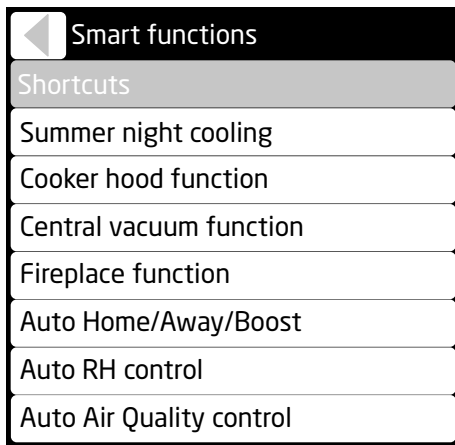 Smart functions
Shortcuts
Summer night cooling
Cooker hood function
Central vacuum function
Fireplace function
Auto Home/Away/Boost
Auto RH control
Auto Air Quality control